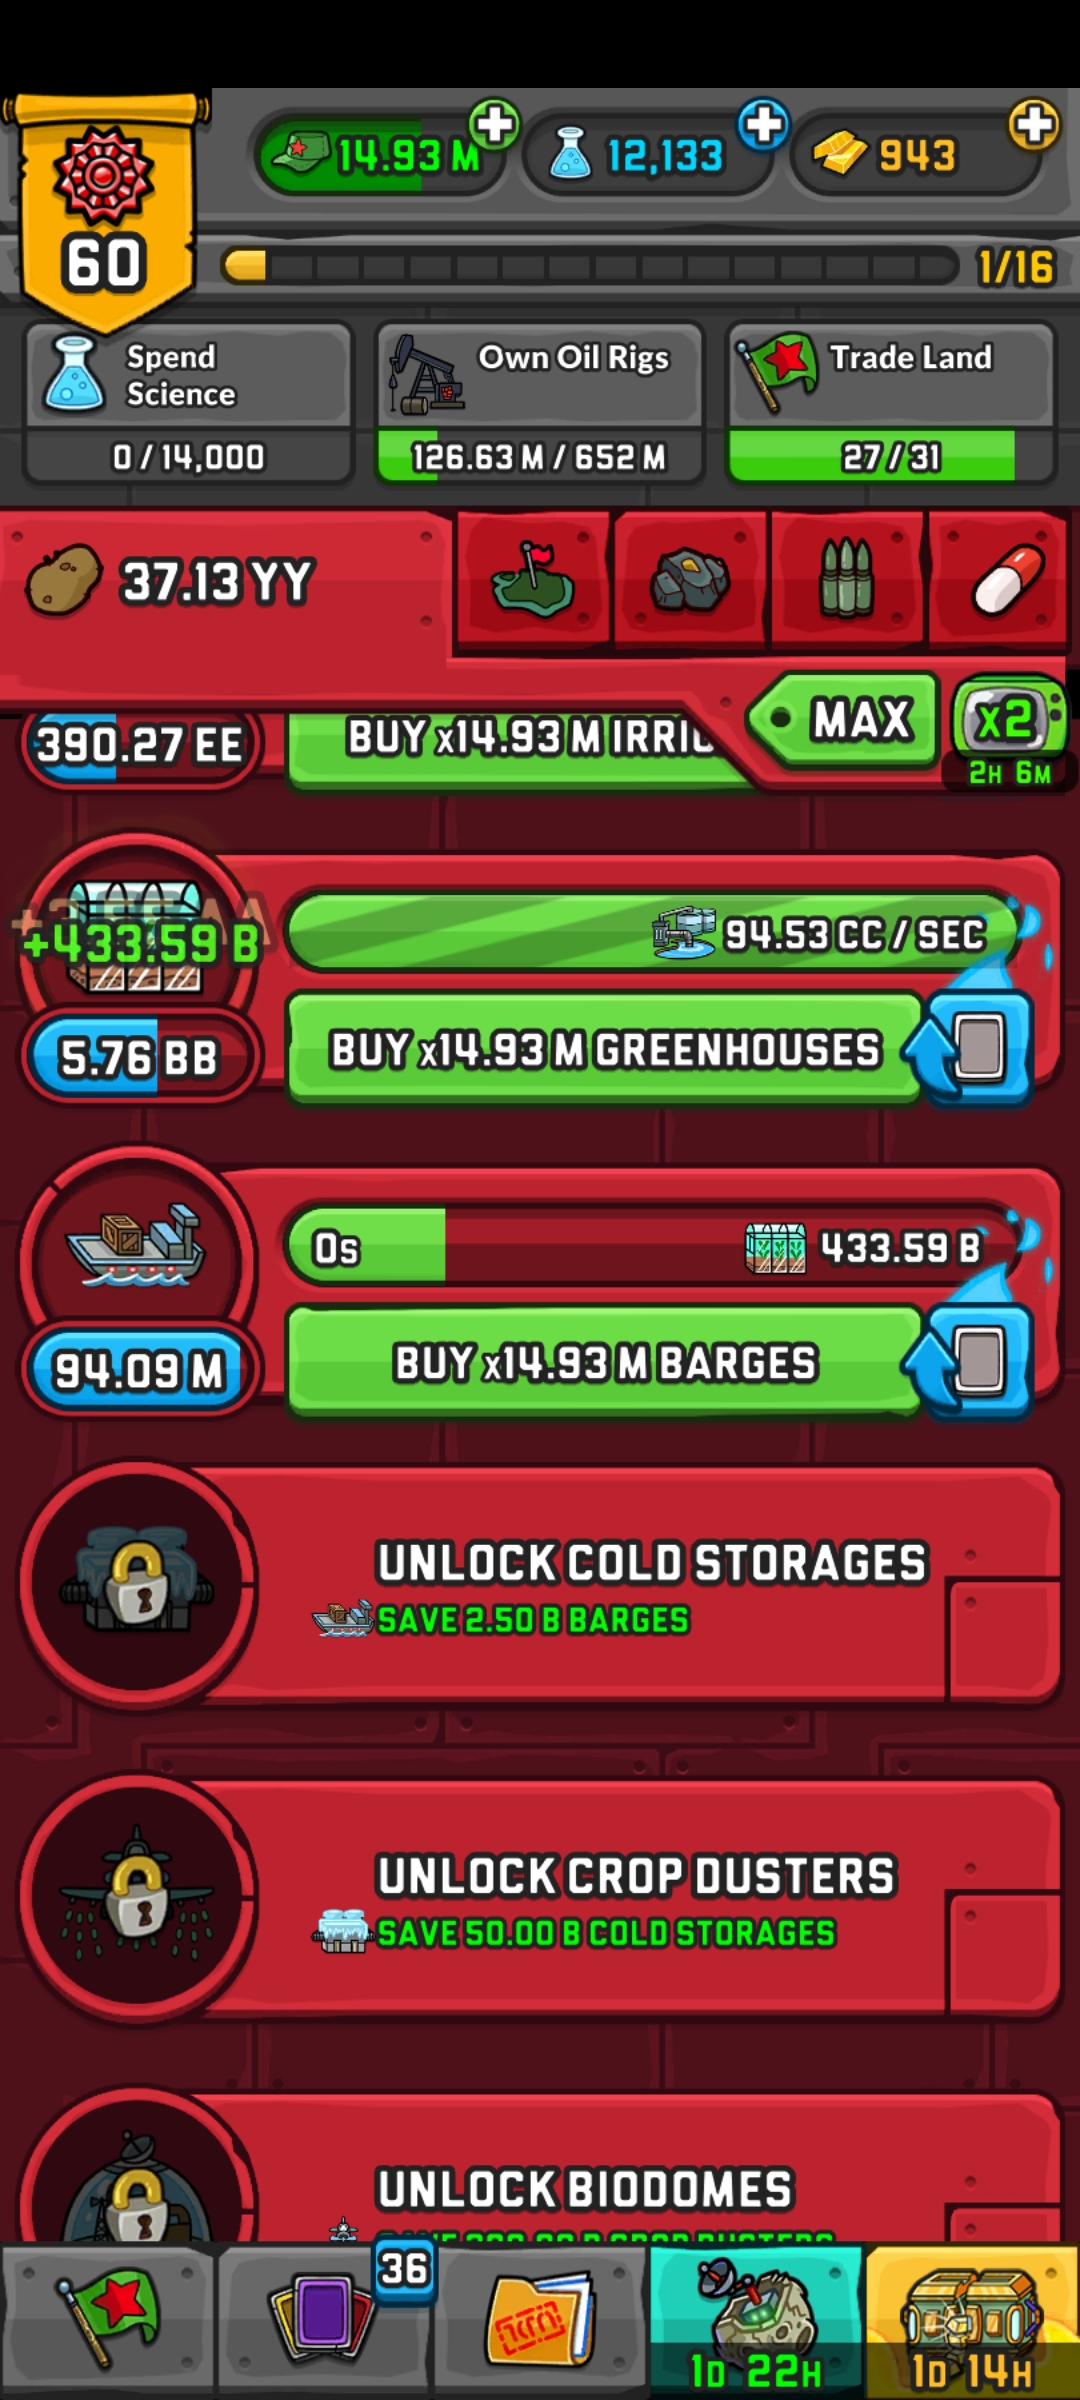 14.93 M
12,133
943
60
1/16
Spend
Science
0 / 14,000
Own Oil Rigs
126.63 M / 652 M
Trade Land
27 / 31
37.13 YY
MAX
x2
2H 6M
390.27 EE
BUY x14.93 M
+433.59 B
94.53 CC / SEC
5.76 BB
BUY x14.93 M GREENHOUSES
0s
433.59 B
94.09 M
BUY x14.93 M BARGES
UNLOCK COLD STORAGES
SAVE 2.50 B BARGES
UNLOCK CROP DUSTERS
SAVE 50.00 B COLD STORAGES
UNLOCK BIODOMES
36
1D 22H
1D 14H